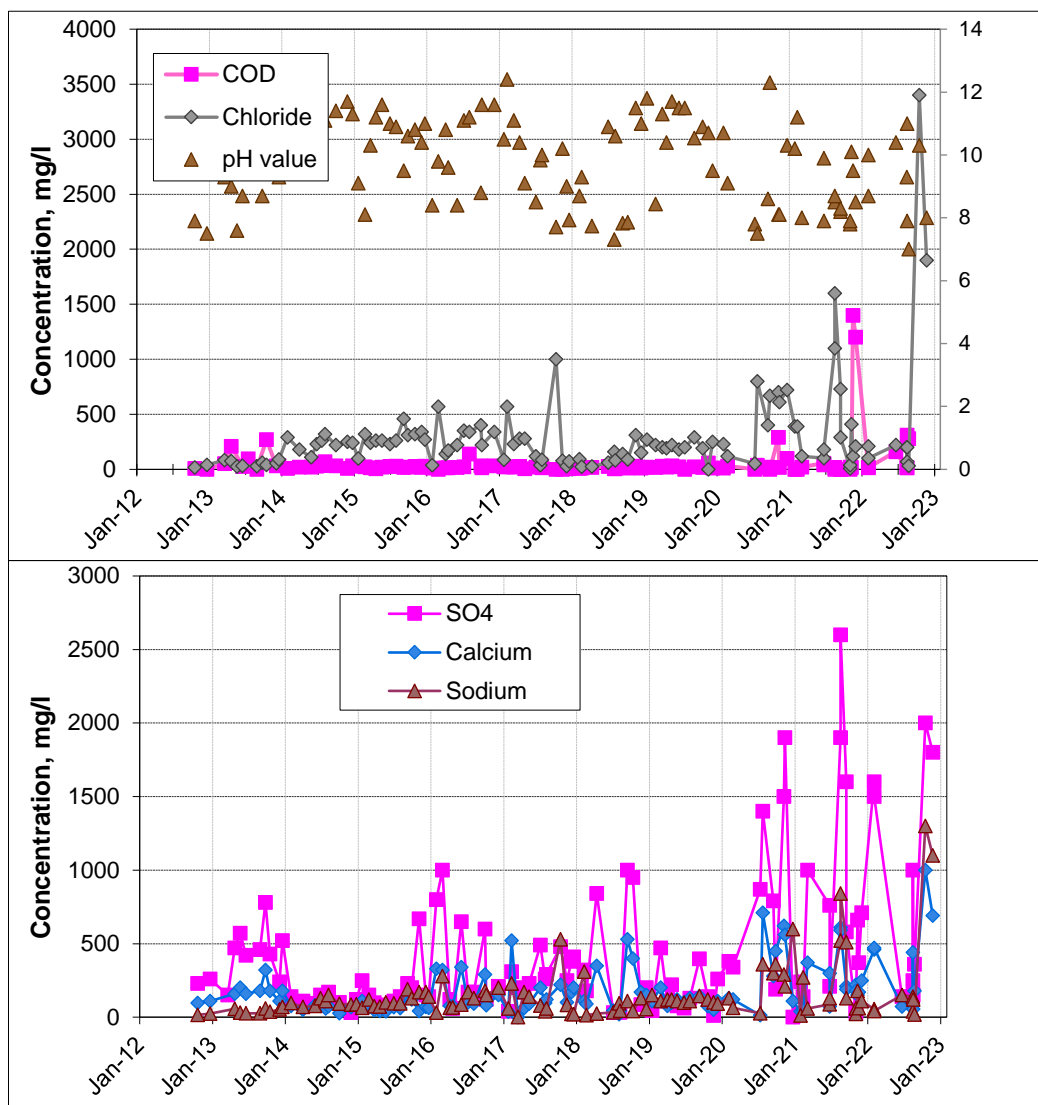 4000
3500
3000
2500
2000
1500
1000
500
0
14
12
10
8
6
4
2
0
Concentration, mg/l
COD
Chloride
pH value
Jan-12
Jan-13
Jan-14
Jan-15
Jan-16
Jan-17
Jan-18
Jan-19
Jan-20
Jan-21
Jan-22
Jan-23
3000
2500
2000
1500
1000
500
0
Concentration, mg/l
SO4
Calcium
Sodium
Jan-12
Jan-13
Jan-14
Jan-15
Jan-16
Jan-17
Jan-18
Jan-19
Jan-20
Jan-21
Jan-22
Jan-23